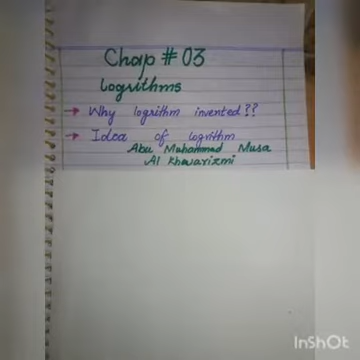 Chap # 03
Logrithms
→ Why logrithm invented??
→ Idea of logrithm
Abu Muhammad Musa
Al Khawarizmi
InShOt